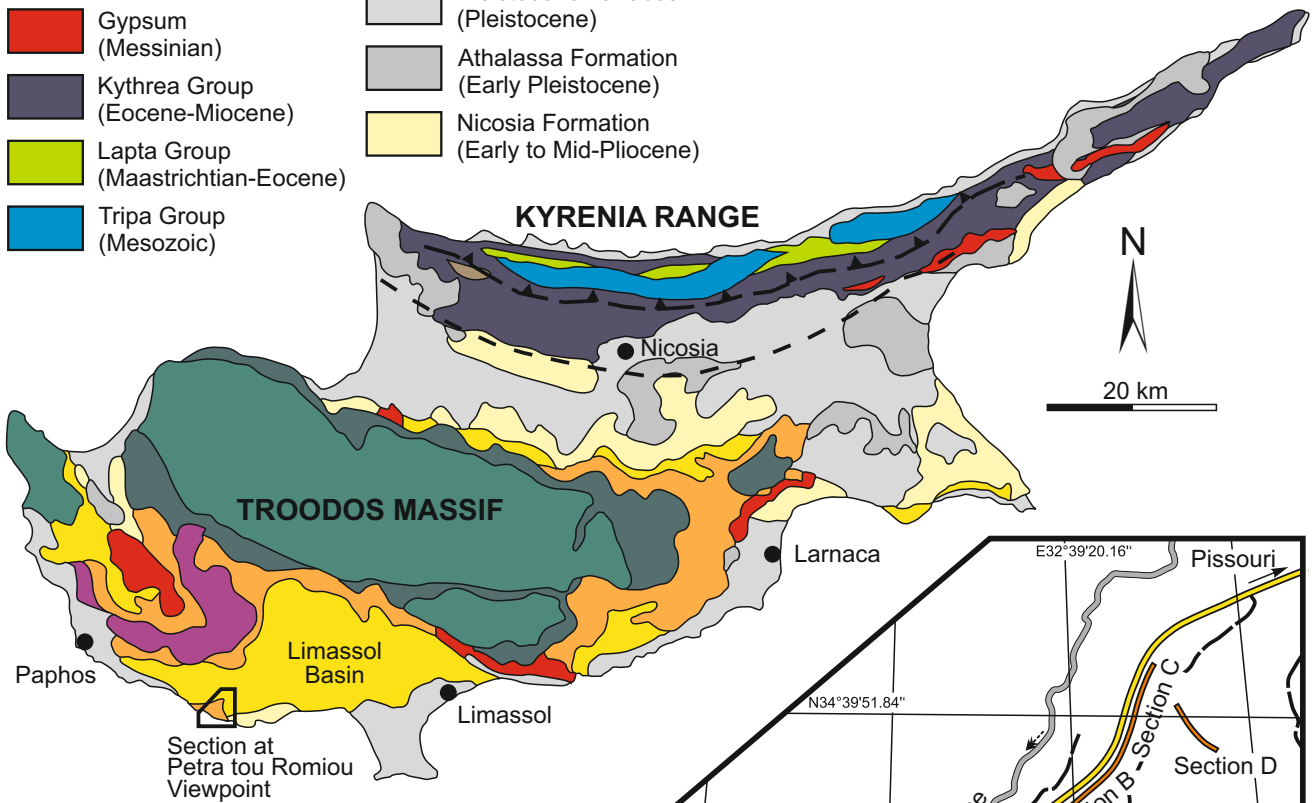 Gypsum
(Messinian)
Kythrea Group
(Eocene-Miocene)
Lapta Group
(Maastrichtian-Eocene)
Tripa Group
(Mesozoic)
(Pleistocene)
Athalassa Formation
(Early Pleistocene)
Nicosia Formation
(Early to Mid-Pliocene)
KYRENIA RANGE
N
20 km
Nicosia
TROODOS MASSIF
Larnaca
Limassol
Basin
Paphos
Limassol
Section at
Petra tou Romiou
Viewpoint
E32°39'20.16"
Pissouri
N34°39'51.84"
Section C
Section D
B